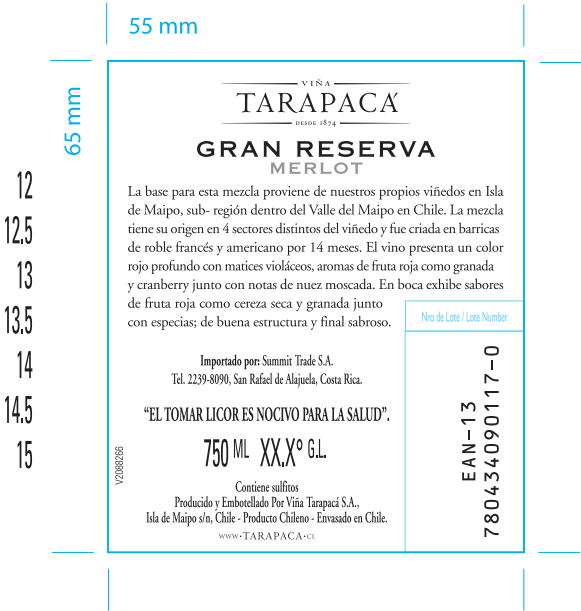 55 mm
65 mm
12
12.5
13
13.5
14
14.5
15
VIÑA
TARAPACÁ
DESDE 1874
GRAN RESERVA
MERLOT
La base para esta mezcla proviene de nuestros propios viñedos en Isla
de Maipo, sub- región dentro del Valle del Maipo en Chile. La mezcla
tiene su origen en 4 sectores distintos del viñedo y fue criada en barricas
de roble francés y americano por 14 meses. El vino presenta un color
rojo profundo con matices violáceos, aromas de fruta roja como granada
y cranberry junto con notas de nuez moscada. En boca exhibe sabores
de fruta roja como cereza seca y granada junto
con especias; de buena estructura y final sabroso.
Nro de Lote / Lote Number
Importado por: Summit Trade S.A.
Tel. 2239-8090, San Rafael de Alajuela, Costa Rica.
“EL TOMAR LICOR ES NOCIVO PARA LA SALUD”.
750 ML XX.X° G.L.
V2088266
Contiene sulfitos
Producido y Embotellado Por Viña Tarapacá S.A.,
Isla de Maipo s/n, Chile - Producto Chileno - Envasado en Chile.
WWW•TARAPACA•CL
EAN-13
780434090117-0